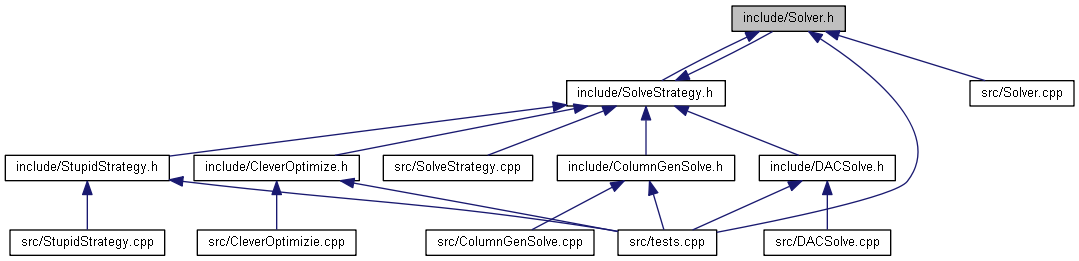 include/Solver.h
include/SolveStrategy.h
src/Solver.cpp
include/StupidStrategy.h
include/CleverOptimize.h
src/SolveStrategy.cpp
include/ColumnGenSolve.h
include/DACSolve.h
src/StupidStrategy.cpp
src/CleverOptimizie.cpp
src/ColumnGenSolve.cpp
src/tests.cpp
src/DACSolve.cpp